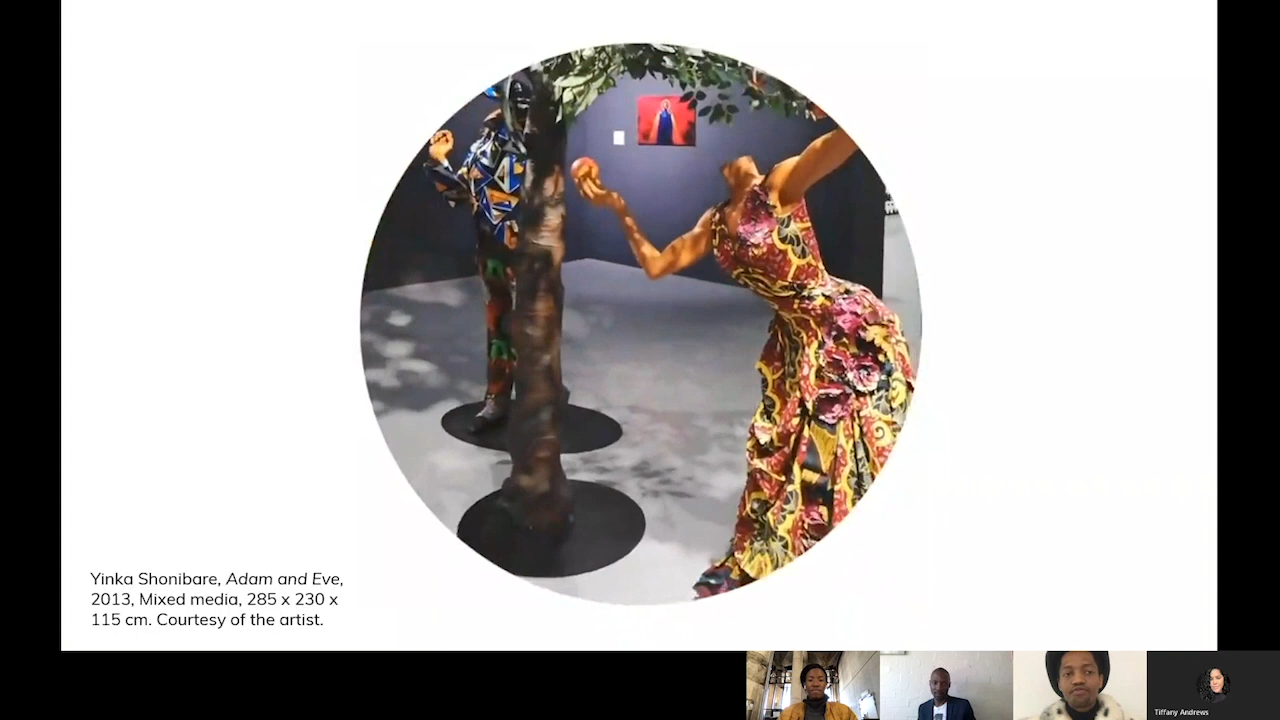 Yinka Shonibare, Adam and Eve,
2013, Mixed media, 285 x 230 x
115 cm. Courtesy of the artist.
Tiffany Andrews